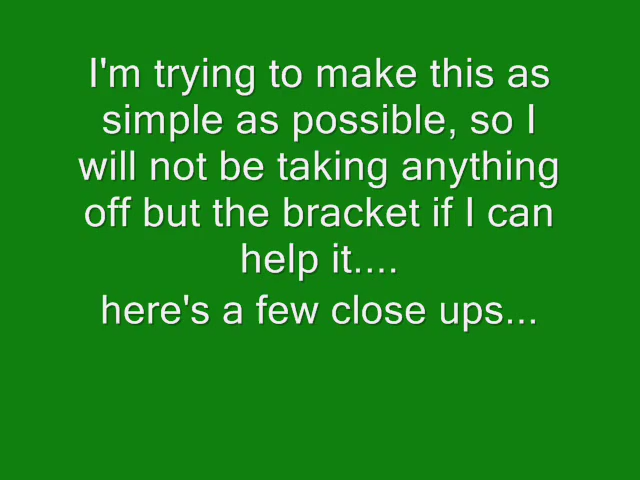 I'm trying to make this as
simple as possible, so I
will not be taking anything
off but the bracket if I can
help it....
here's a few close ups...